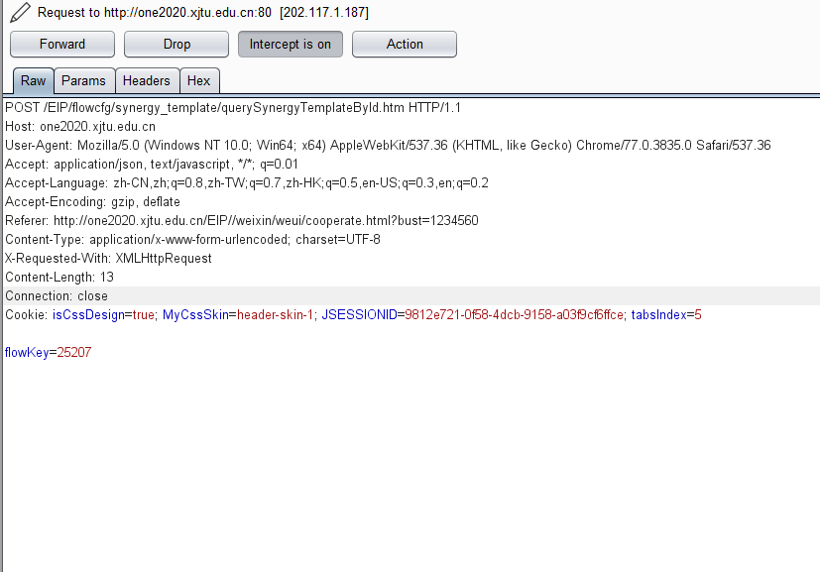 Request to http://one2020.xjtu.edu.cn:80 [202.117.1.187]
Forward Drop Intercept is on Action
Raw Params Headers Hex
POST /EIP/flowcfg/synergy_template/querySynergyTemplateById.htm HTTP/1.1
Host: one2020.xjtu.edu.cn
User-Agent: Mozilla/5.0 (Windows NT 10.0; Win64; x64) AppleWebKit/537.36 (KHTML, like Gecko) Chrome/77.0.3835.0 Safari/537.36
Accept: application/json, text/javascript, */*; q=0.01
Accept-Language: zh-CN,zh;q=0.8,zh-TW;q=0.7,zh-HK;q=0.5,en-US;q=0.3,en;q=0.2
Accept-Encoding: gzip, deflate
Referer: http://one2020.xjtu.edu.cn/EIP//weixin/weui/cooperate.html?bust=1234560
Content-Type: application/x-www-form-urlencoded; charset=UTF-8
X-Requested-With: XMLHttpRequest
Content-Length: 13
Connection: close
Cookie: isCssDesign=true; MyCssSkin=header-skin-1; JSESSIONID=9812e721-0f58-4dcb-9158-a03f9cf6ffce; tabsIndex=5
flowKey=25207